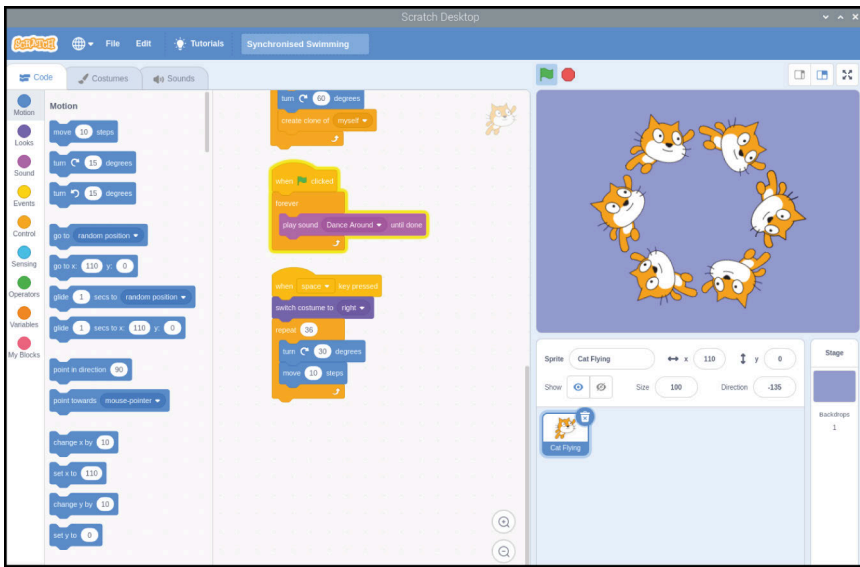 Scratch Desktop
SCRATCH File Edit Tutorials Synchronised Swimming
Code Costumes Sounds
Motion
Looks
Sound
Events
Control
Sensing
Operators
Variables
My Blocks
Motion
move 10 steps
turn 15 degrees
turn 15 degrees
go to random position
go to x: 110 y: 0
glide 1 secs to random position
glide 1 secs to x: 110 y: 0
point in direction 90
point towards mouse-pointer
change x by 10
set x to 110
change y by 10
set y to 0
turn 60 degrees
create clone of myself
when clicked
forever
play sound Dance Around until done
when space key pressed
switch costume to right
repeat 36
turn 30 degrees
move 10 steps
Sprite Cat Flying x 110 y 0
Show Size 100 Direction -135
Cat Flying
Stage
Backdrops
1